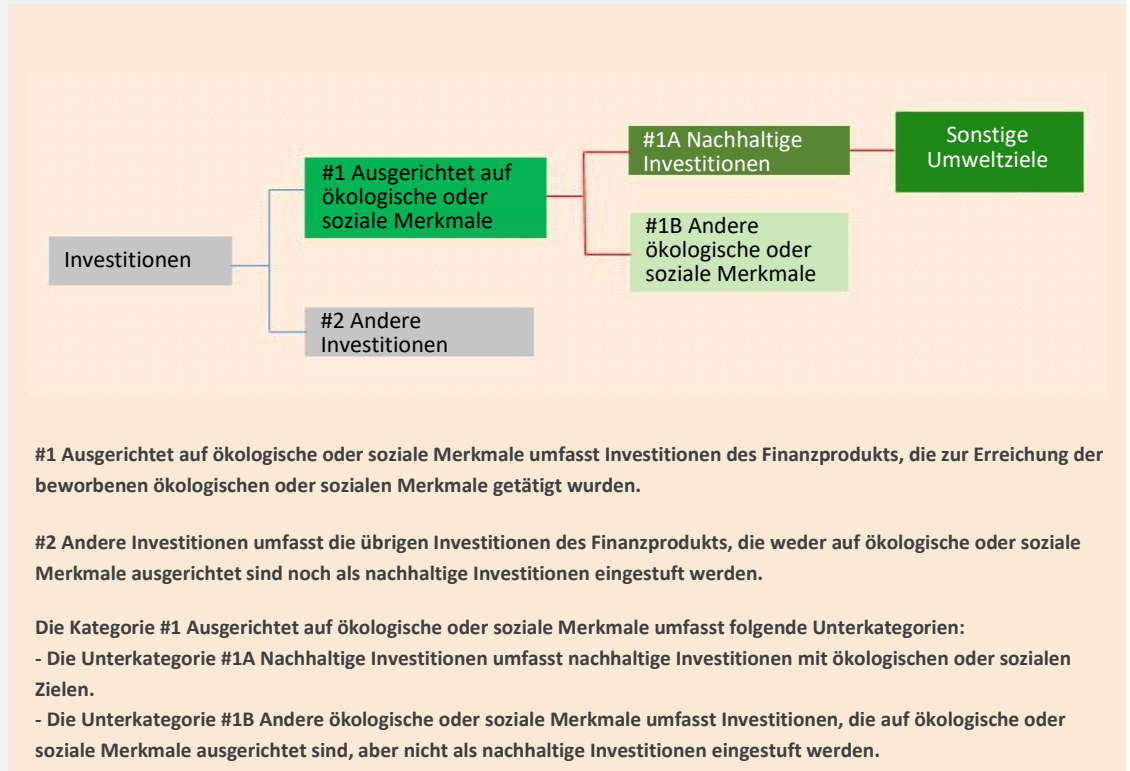 Investitionen
#1 Ausgerichtet auf
ökologische oder
soziale Merkmale
#2 Andere
Investitionen
#1A Nachhaltige
Investitionen
#1B Andere
ökologische oder
soziale Merkmale
Sonstige
Umweltziele
#1 Ausgerichtet auf ökologische oder soziale Merkmale umfasst Investitionen des Finanzprodukts, die zur Erreichung der
beworbenen ökologischen oder sozialen Merkmale getätigt wurden.
#2 Andere Investitionen umfasst die übrigen Investitionen des Finanzprodukts, die weder auf ökologische oder soziale
Merkmale ausgerichtet sind noch als nachhaltige Investitionen eingestuft werden.
Die Kategorie #1 Ausgerichtet auf ökologische oder soziale Merkmale umfasst folgende Unterkategorien:
- Die Unterkategorie #1A Nachhaltige Investitionen umfasst nachhaltige Investitionen mit ökologischen oder sozialen
Zielen.
- Die Unterkategorie #1B Andere ökologische oder soziale Merkmale umfasst Investitionen, die auf ökologische oder
soziale Merkmale ausgerichtet sind, aber nicht als nachhaltige Investitionen eingestuft werden.